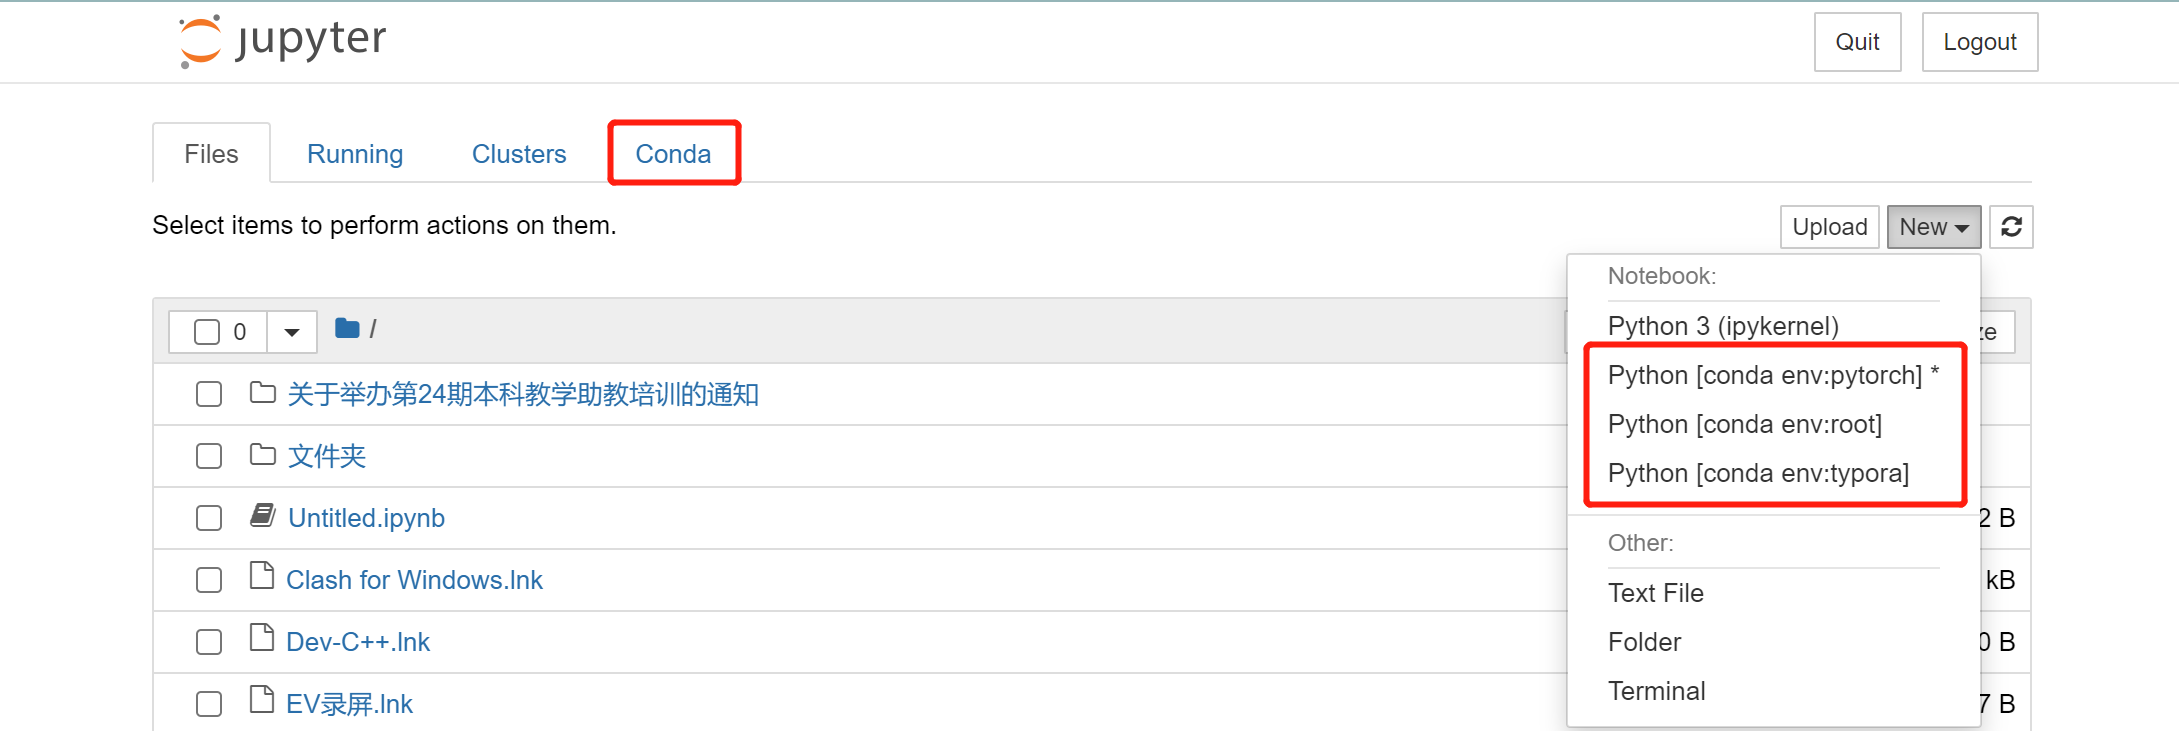 jupyter
Quit
Logout
Files
Running
Clusters
Conda
Select items to perform actions on them.
Upload
New
Notebook:
0
/
Python 3 (ipykernel)
Python [conda env:pytorch] *
Python [conda env:root]
Python [conda env:typora]
关于举办第24期本科教学助教培训的通知
文件夹
Untitled.ipynb
2 B
Other:
Clash for Windows.lnk
kB
Text File
Dev-C++.lnk
0 B
Folder
EV录屏.lnk
7 B
Terminal